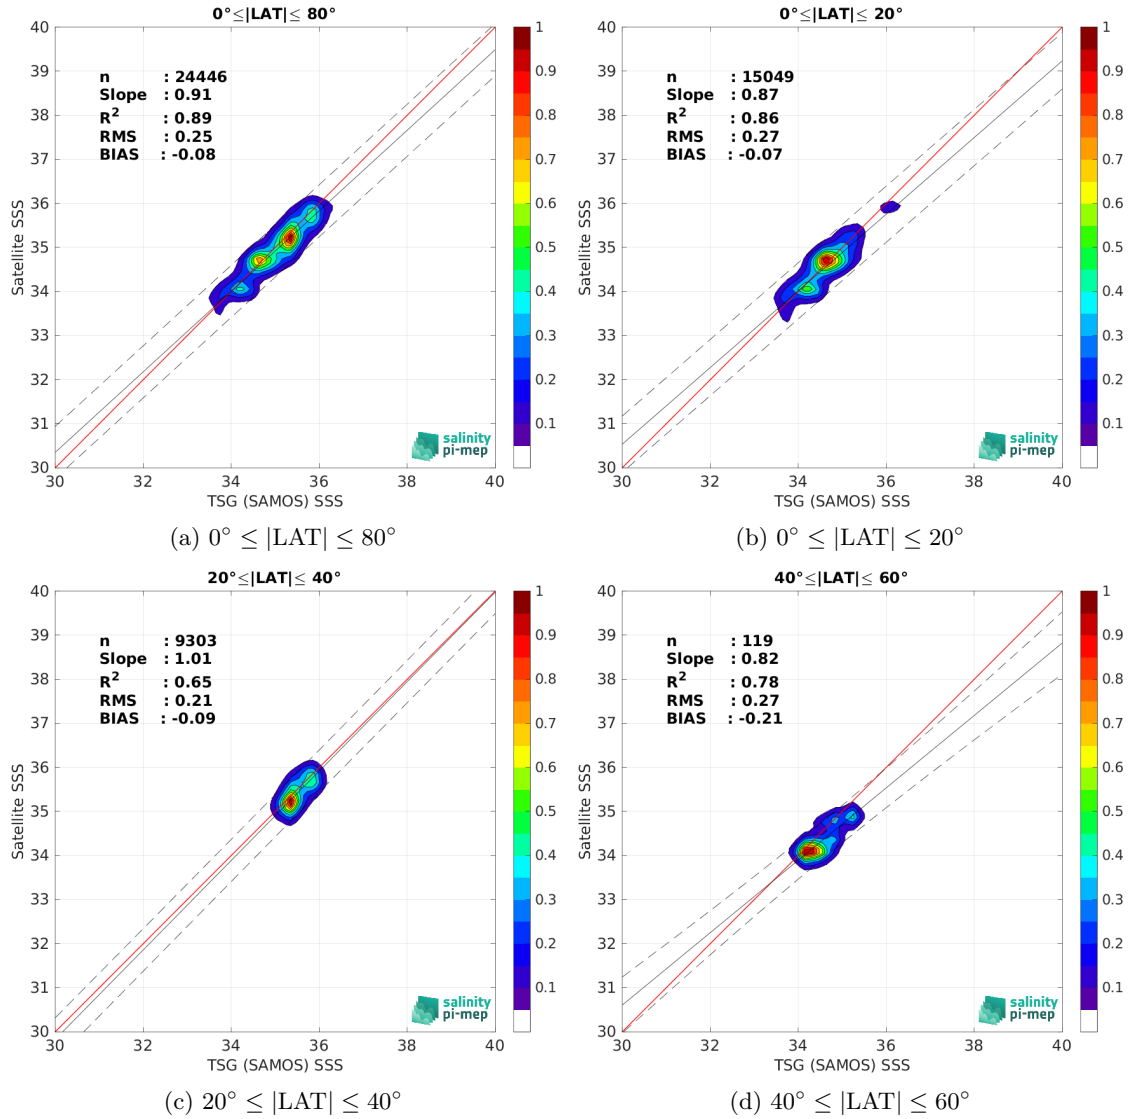 0°≤|LAT|≤ 80°
40
39
38
37
36
35
34
33
32
31
30
Satellite SSS
n : 24446
Slope : 0.91
R² : 0.89
RMS : 0.25
BIAS : -0.08
salinity
pi-mep
30 32 34 36 38 40
TSG (SAMOS) SSS
1
0.9
0.8
0.7
0.6
0.5
0.4
0.3
0.2
0.1
(a) 0° ≤ |LAT| ≤ 80°
0°≤|LAT|≤ 20°
40
39
38
37
36
35
34
33
32
31
30
Satellite SSS
n : 15049
Slope : 0.87
R² : 0.86
RMS : 0.27
BIAS : -0.07
salinity
pi-mep
30 32 34 36 38 40
TSG (SAMOS) SSS
1
0.9
0.8
0.7
0.6
0.5
0.4
0.3
0.2
0.1
(b) 0° ≤ |LAT| ≤ 20°
20°≤|LAT|≤ 40°
40
39
38
37
36
35
34
33
32
31
30
Satellite SSS
n : 9303
Slope : 1.01
R² : 0.65
RMS : 0.21
BIAS : -0.09
salinity
pi-mep
30 32 34 36 38 40
TSG (SAMOS) SSS
1
0.9
0.8
0.7
0.6
0.5
0.4
0.3
0.2
0.1
(c) 20° ≤ |LAT| ≤ 40°
40°≤|LAT|≤ 60°
40
39
38
37
36
35
34
33
32
31
30
Satellite SSS
n : 119
Slope : 0.82
R² : 0.78
RMS : 0.27
BIAS : -0.21
salinity
pi-mep
30 32 34 36 38 40
TSG (SAMOS) SSS
1
0.9
0.8
0.7
0.6
0.5
0.4
0.3
0.2
0.1
(d) 40° ≤ |LAT| ≤ 60°